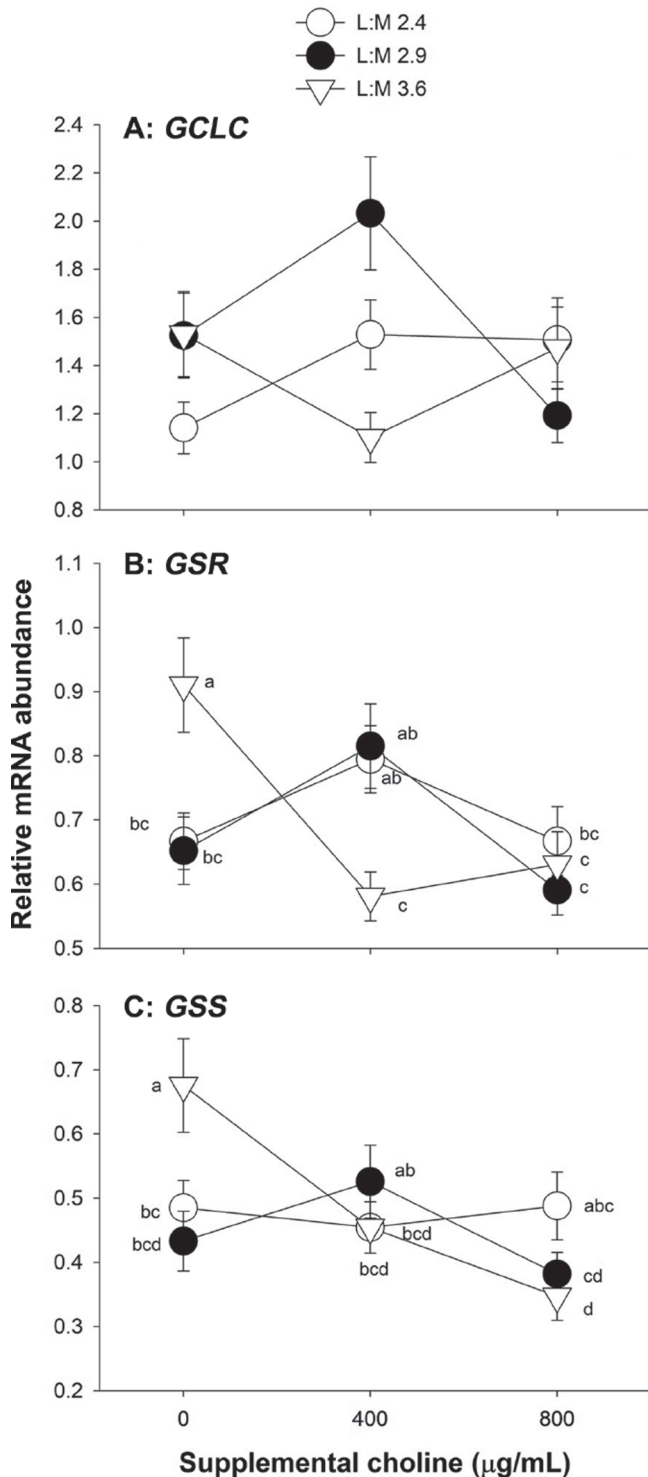 L:M 2.4
L:M 2.9
L:M 3.6
A: GCLC
2.4
2.2
2.0
1.8
1.6
1.4
1.2
1.0
0.8
B: GSR
1.1
1.0
0.9
0.8
0.7
0.6
0.5
a
ab
ab
bc
bc
bc
c
c
c
C: GSS
0.8
0.7
0.6
0.5
0.4
0.3
0.2
a
ab
bc
abc
bcd
bcd
bcd
cd
d
0 400 800
Relative mRNA abundance
Supplemental choline (μg/mL)